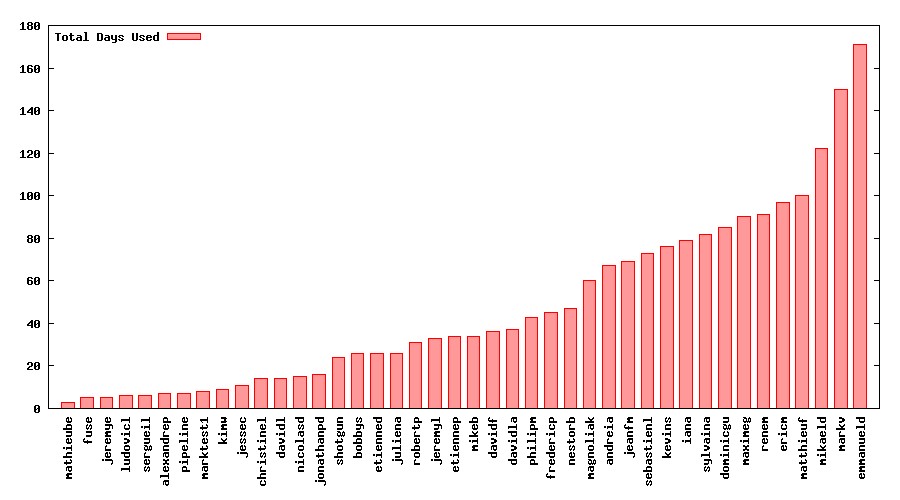 180
Total Days Used
160
140
120
100
80
60
40
20
0
mathieube
fuse
jeremye
ludovicl
sergueil
alexandrep
pipeline
marktest1
kimw
jessec
christinel
davidl
nicolasd
jonathanpd
shotgun
bobbys
etienned
juliena
robertp
jeremyl
etiennep
mikeb
davidf
davidla
philipm
fredericp
nestorb
magnoliak
andreia
jeanfm
sebastienl
kevins
iana
sylvaina
dominicgu
maximeg
renem
ericm
matthieuf
mikaeld
markv
emmanueld